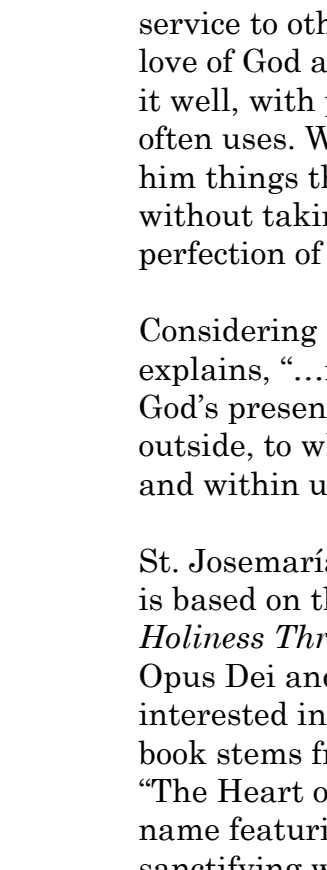 service to oth
love of God a
it well, with
often uses. W
him things th
without takin
perfection of
Considering
explains, “…
God’s presen
outside, to wh
and within u
St. Josemaría
is based on th
Holiness Thr
Opus Dei and
interested in
book stems fr
“The Heart o
name featuri
sanctifying w